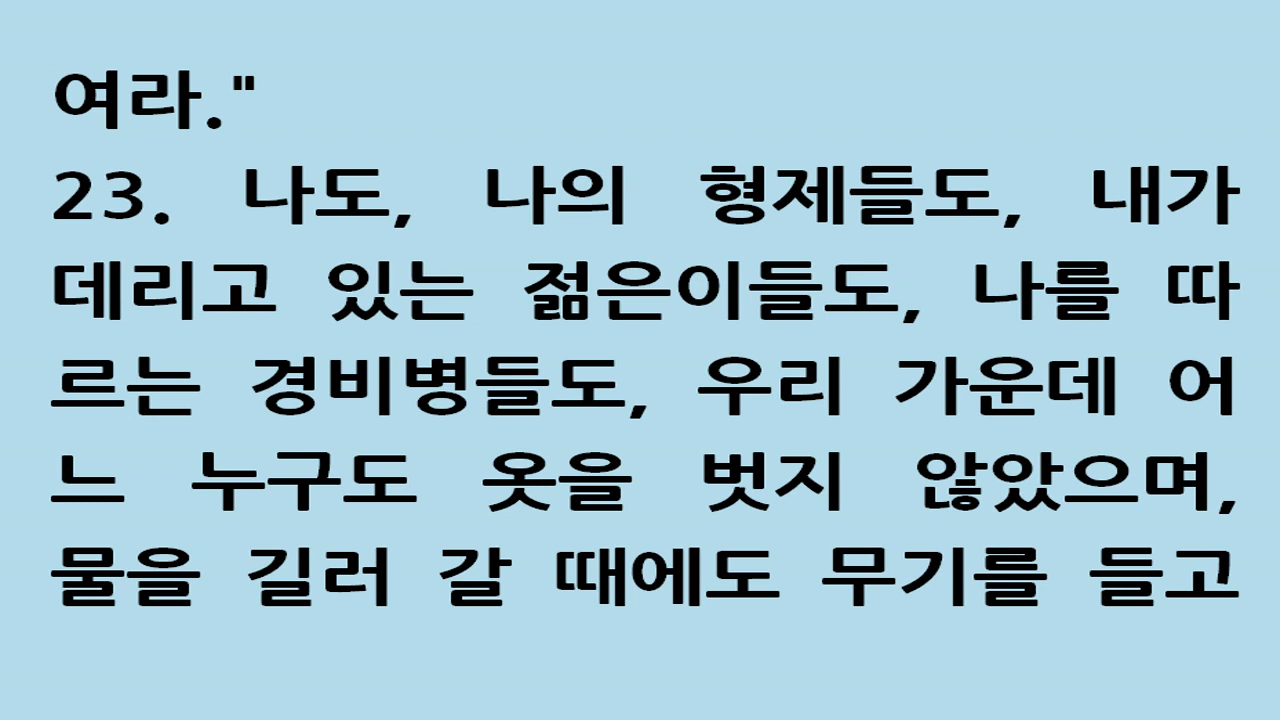 여라."
23. 나도, 나의 형제들도, 내가
데리고 있는 젊은이들도, 나를 따
르는 경비병들도, 우리 가운데 어
느 누구도 옷을 벗지 않았으며,
물을 길러 갈 때에도 무기를 들고